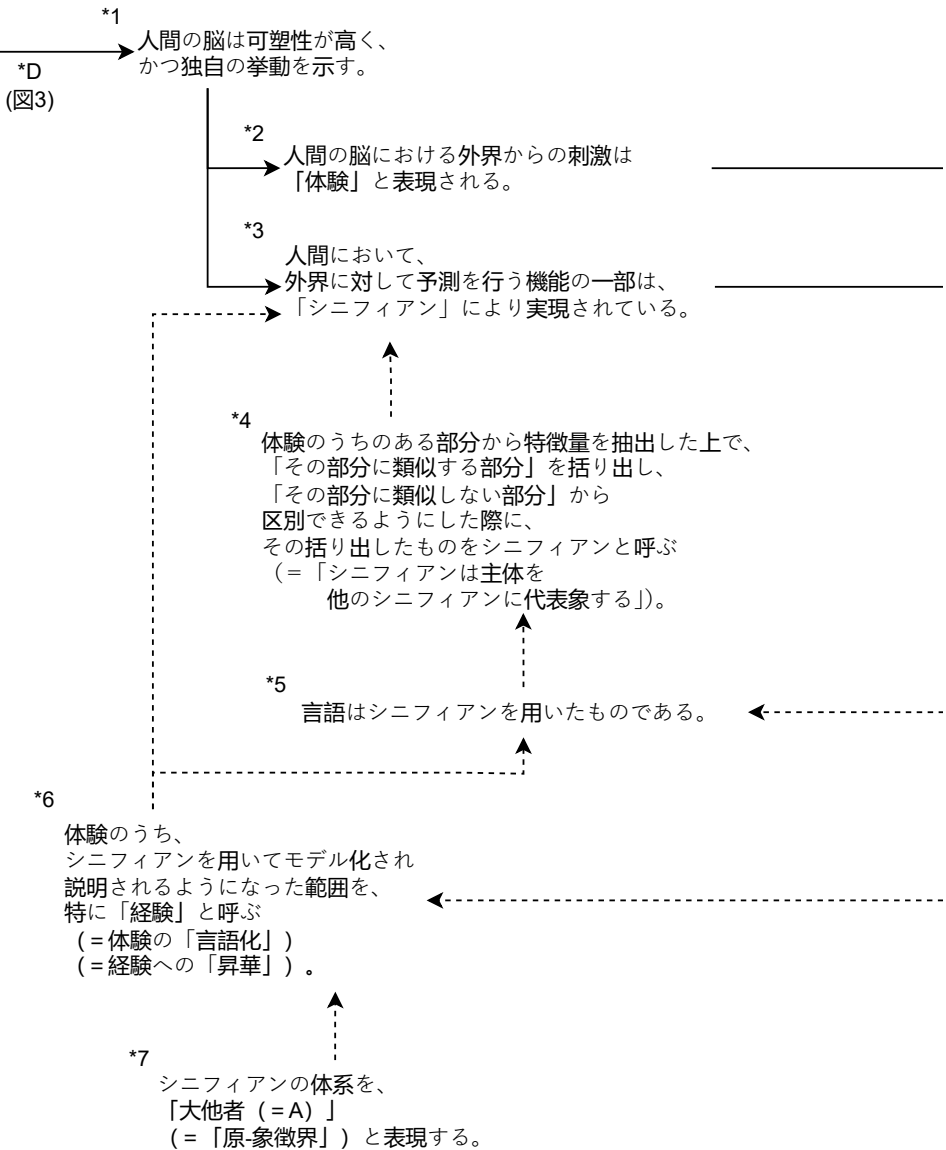 *1
人間の脳は可塑性が高く、
かつ独自の挙動を示す。
*D
(図3)
*2
人間の脳における外界からの刺激は
「体験」と表現される。
*3
人間において、
外界に対して予測を行う機能の一部は、
「シニフィアン」により実現されている。
*4
体験のうちのある部分から特徴量を抽出した上で、
「その部分に類似する部分」を括り出し、
「その部分に類似しない部分」から
区別できるようにした際に、
その括り出したものをシニフィアンと呼ぶ
(=「シニフィアンは主体を
他のシニフィアンに代表象する」)。
*5
言語はシニフィアンを用いたものである。
*6
体験のうち、
シニフィアンを用いてモデル化され
説明されるようになった範囲を、
特に「経験」と呼ぶ
(=体験の「言語化」)
(=経験への「昇華」)。
*7
シニフィアンの体系を、
「大他者(=A)」
(=「原-象徴界」)と表現する。